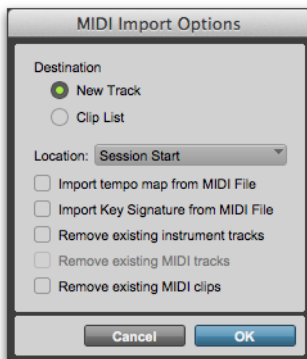 MIDI Import Options
Destination
New Track
Clip List
Location: Session Start
Import tempo map from MIDI File
Import Key Signature from MIDI File
Remove existing instrument tracks
Remove existing MIDI tracks
Remove existing MIDI clips
Cancel OK